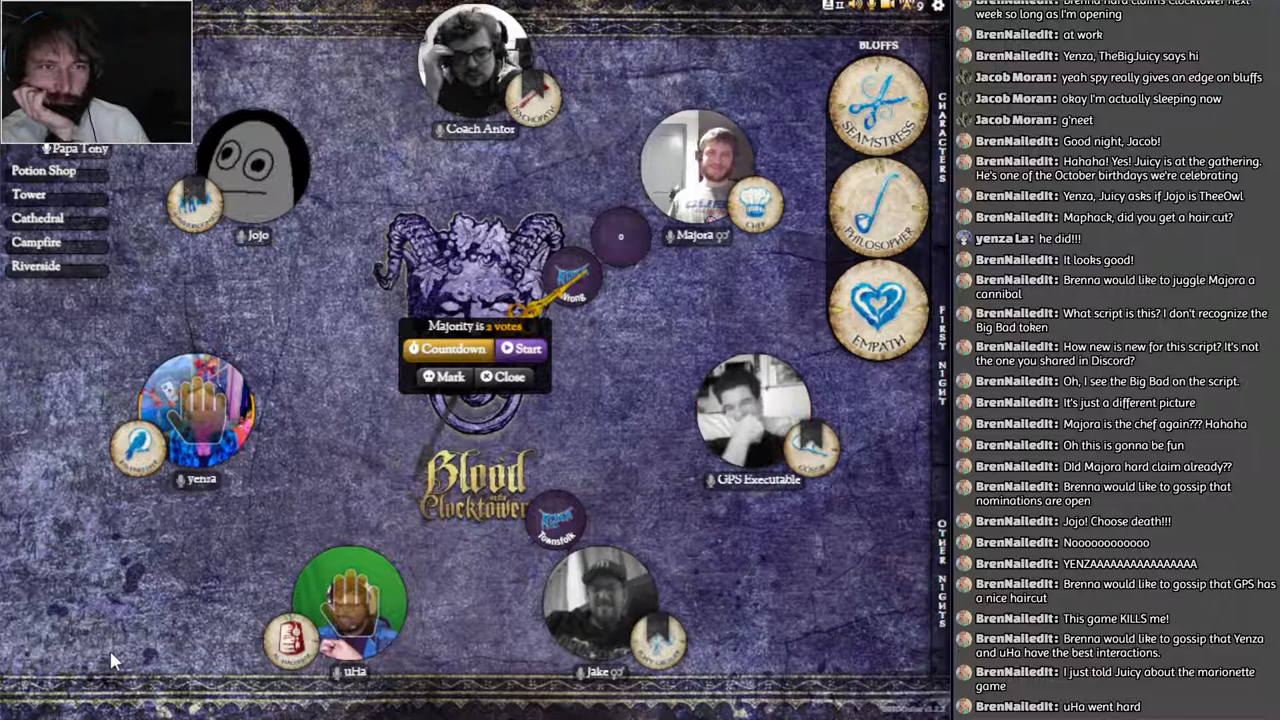 Papa Tony
Potion Shop
Tower
Cathedral
Campfire
Riverside
II
9
Coach Antor
Jojo
CHEF
Majora
0
Wrong
Majority is 2 votes
Countdown
Start
Mark
Close
yenza
GOSSIP
GPS Executable
Blood
on the
Clocktower
Townsfolk
uHa
Jake
BLUFFS
SEAMSTRESS
PHILOSOPHER
EMPATH
CHARACTERS
FIRST NIGHT
OTHER NIGHTS
BrenNailedIt: Brenna hard claims Clocktower next
week so long as I'm opening
BrenNailedIt: at work
BrenNailedIt: Yenza, TheBigJuicy says hi
Jacob Moran: yeah spy really gives an edge on bluffs
Jacob Moran: okay I'm actually sleeping now
Jacob Moran: g'neet
BrenNailedIt: Good night, Jacob!
BrenNailedIt: Hahaha! Yes! Juicy is at the gathering.
He's one of the October birthdays we're celebrating
BrenNailedIt: Yenza, Juicy asks if Jojo is TheeOwl
BrenNailedIt: Maphack, did you get a hair cut?
yenza La: he did!!!
BrenNailedIt: It looks good!
BrenNailedIt: Brenna would like to juggle Majora a
cannibal
BrenNailedIt: What script is this? I don't recognize the
Big Bad token
BrenNailedIt: How new is this new script? It's not
the one you shared in Discord?
BrenNailedIt: Oh, I see the Big Bad on the script.
BrenNailedIt: It's just a different picture
BrenNailedIt: Majora is the chef again??? Hahaha
BrenNailedIt: Oh this is gonna be fun
BrenNailedIt: DId Majora hard claim already??
BrenNailedIt: Brenna would like to gossip that
nominations are open
BrenNailedIt: Jojo! Choose death!!!
BrenNailedIt: Noooooooooooo
BrenNailedIt: YENZAAAAAAAAAAAAAAA
BrenNailedIt: Brenna would like to gossip that GPS has
a nice haircut
BrenNailedIt: This game KILLS me!
BrenNailedIt: Brenna would like to gossip that Yenza
and uHa have the best interactions.
BrenNailedIt: I just told Juicy about the marionette
game
BrenNailedIt: uHa went hard